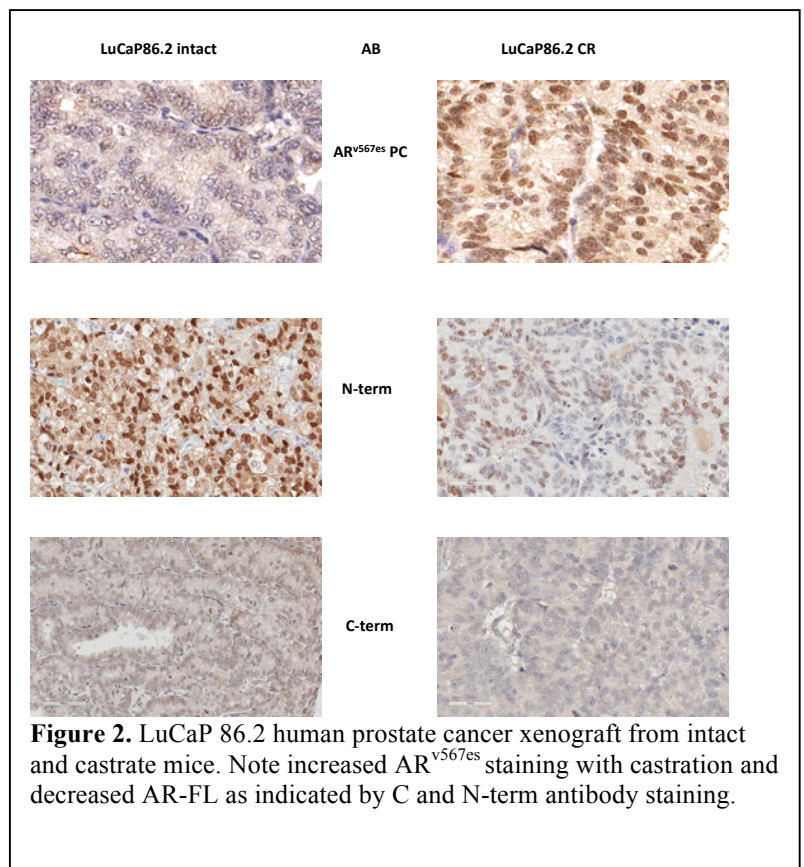 LuCaP86.2 intact AB LuCaP86.2 CR
AR^v567es PC
N-term
C-term
Figure 2. LuCaP 86.2 human prostate cancer xenograft from intact
and castrate mice. Note increased AR^v567es staining with castration and
decreased AR-FL as indicated by C and N-term antibody staining.